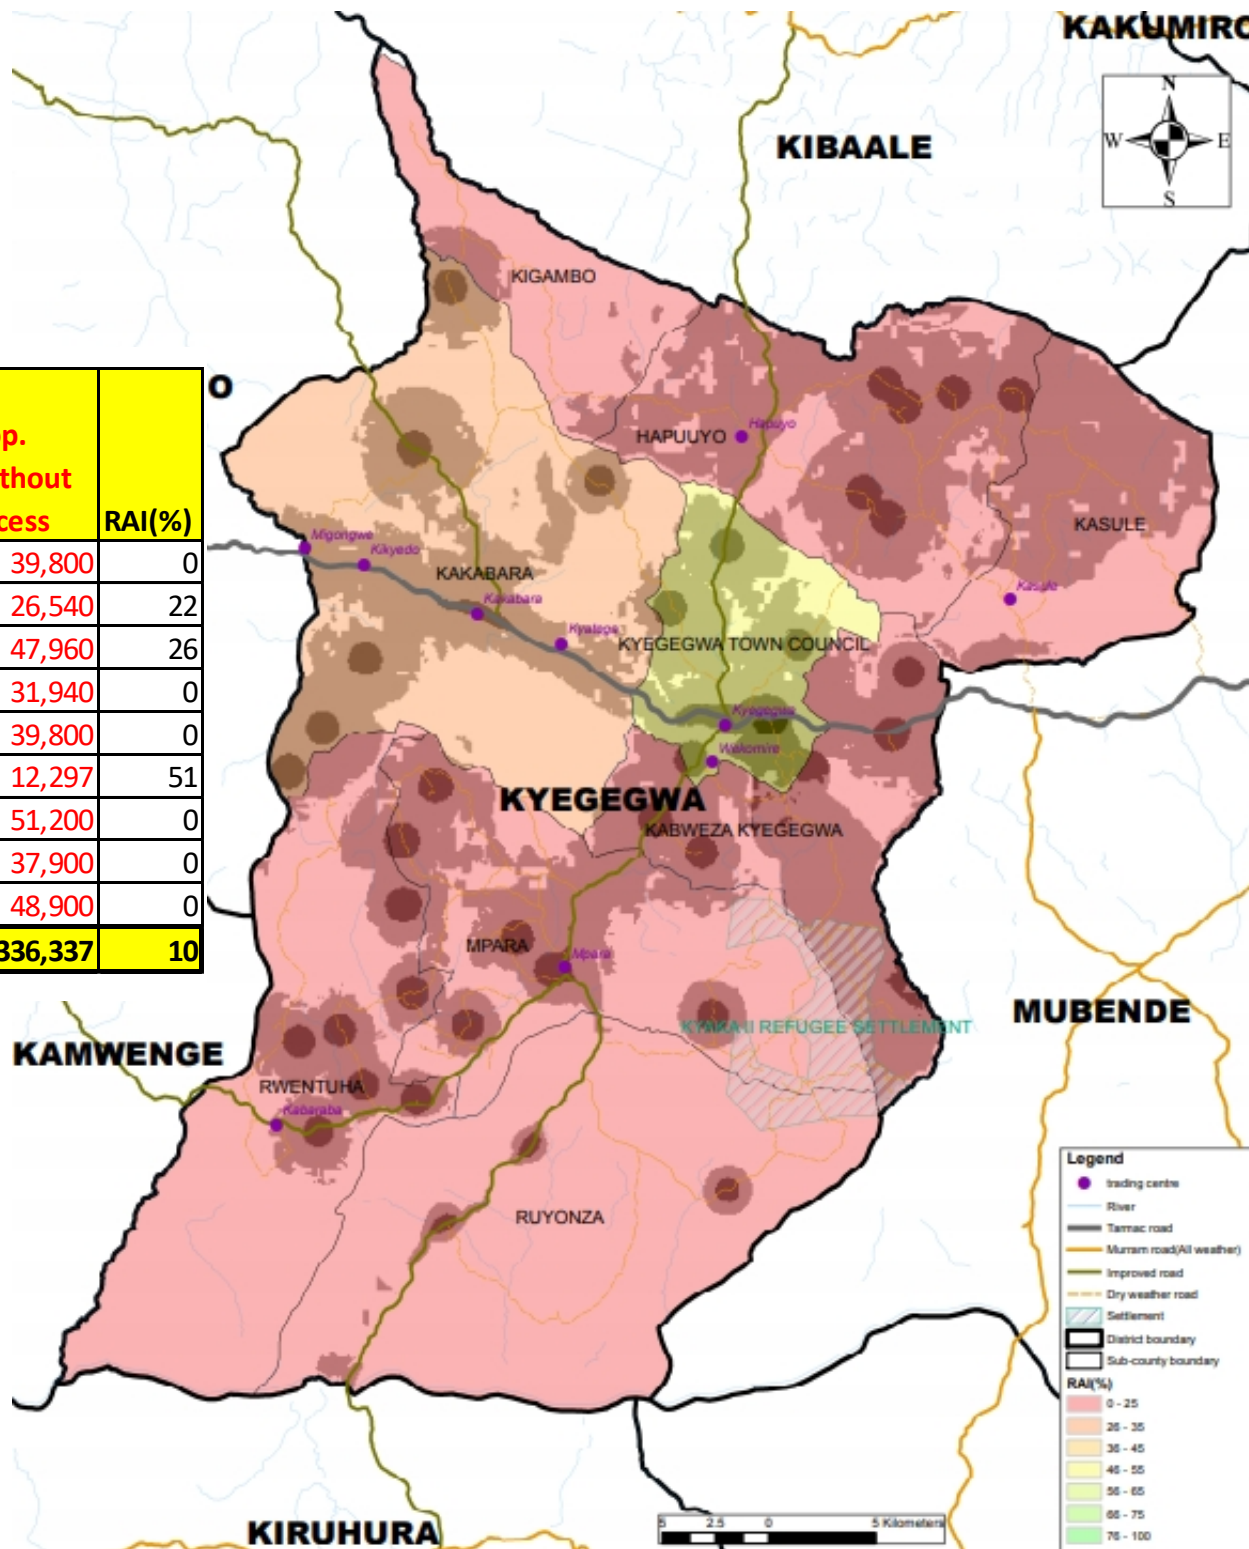 KAKUMIRO
N
W
E
S
KIBAALE
KIGAMBO
O
op.
ithout
cess
RAI(%)
39,800 0
26,540 22
47,960 26
31,940 0
39,800 0
12,297 51
51,200 0
37,900 0
48,900 0
336,337 10
Hapuyo
HAPUUYO
KASULE
Migongwe
Kikyedo
KAKABARA
Kakabara
Kasule
Kyatega
KYEGEGWA TOWN COUNCIL
Kyegegwa
Wekomire
KYEGEGWA
KABWEZA KYEGEGWA
MPARA
Mpara
KYAKA II REFUGEE SETTLEMENT
MUBENDE
KAMWENGE
RWENTUHA
Kabaraba
RUYONZA
Legend
trading centre
River
Tarmac road
Murram road(All weather)
Improved road
Dry weather road
Settlement
District boundary
Sub-county boundary
RAI(%)
0 - 25
26 - 35
36 - 45
46 - 55
56 - 65
66 - 75
76 - 100
5 2.5 0 5 Kilometers
KIRUHURA